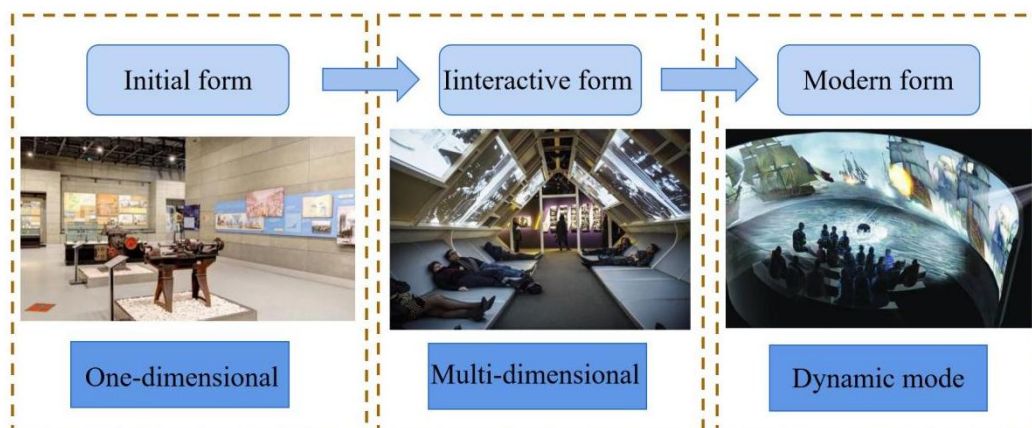 Initial form
Iinteractive form
Modern form
One-dimensional
Multi-dimensional
Dynamic mode